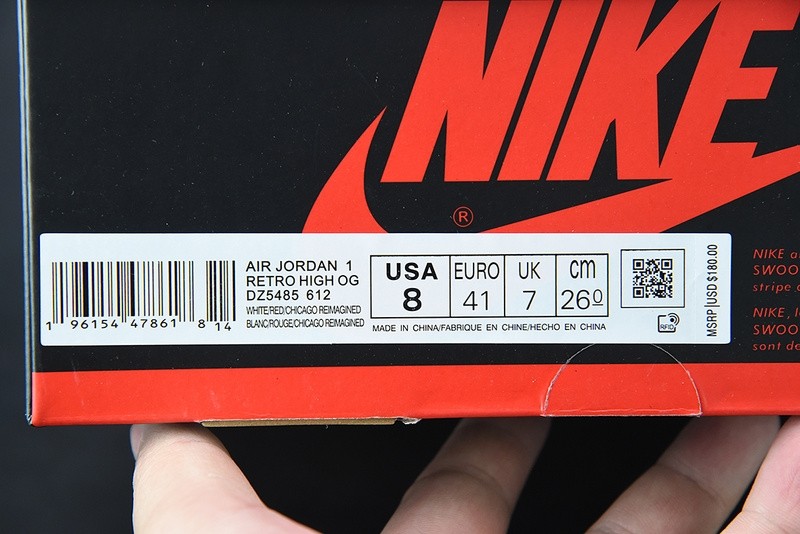 NIKE
®
AIR JORDAN 1
RETRO HIGH OG
DZ5485 612
WHITE/RED/CHICAGO REIMAGINED
BLANC/ROUGE/CHICAGO REIMAGINED
1 96154 47861 8 14
USA
8
EURO
41
UK
7
cm
26.0
MADE IN CHINA/FABRIQUE EN CHINE/HECHO EN CHINA
RFID
MSRP USD $180.00
NIKE
SWOO
stripe
NIKE,
SWOO
sont de